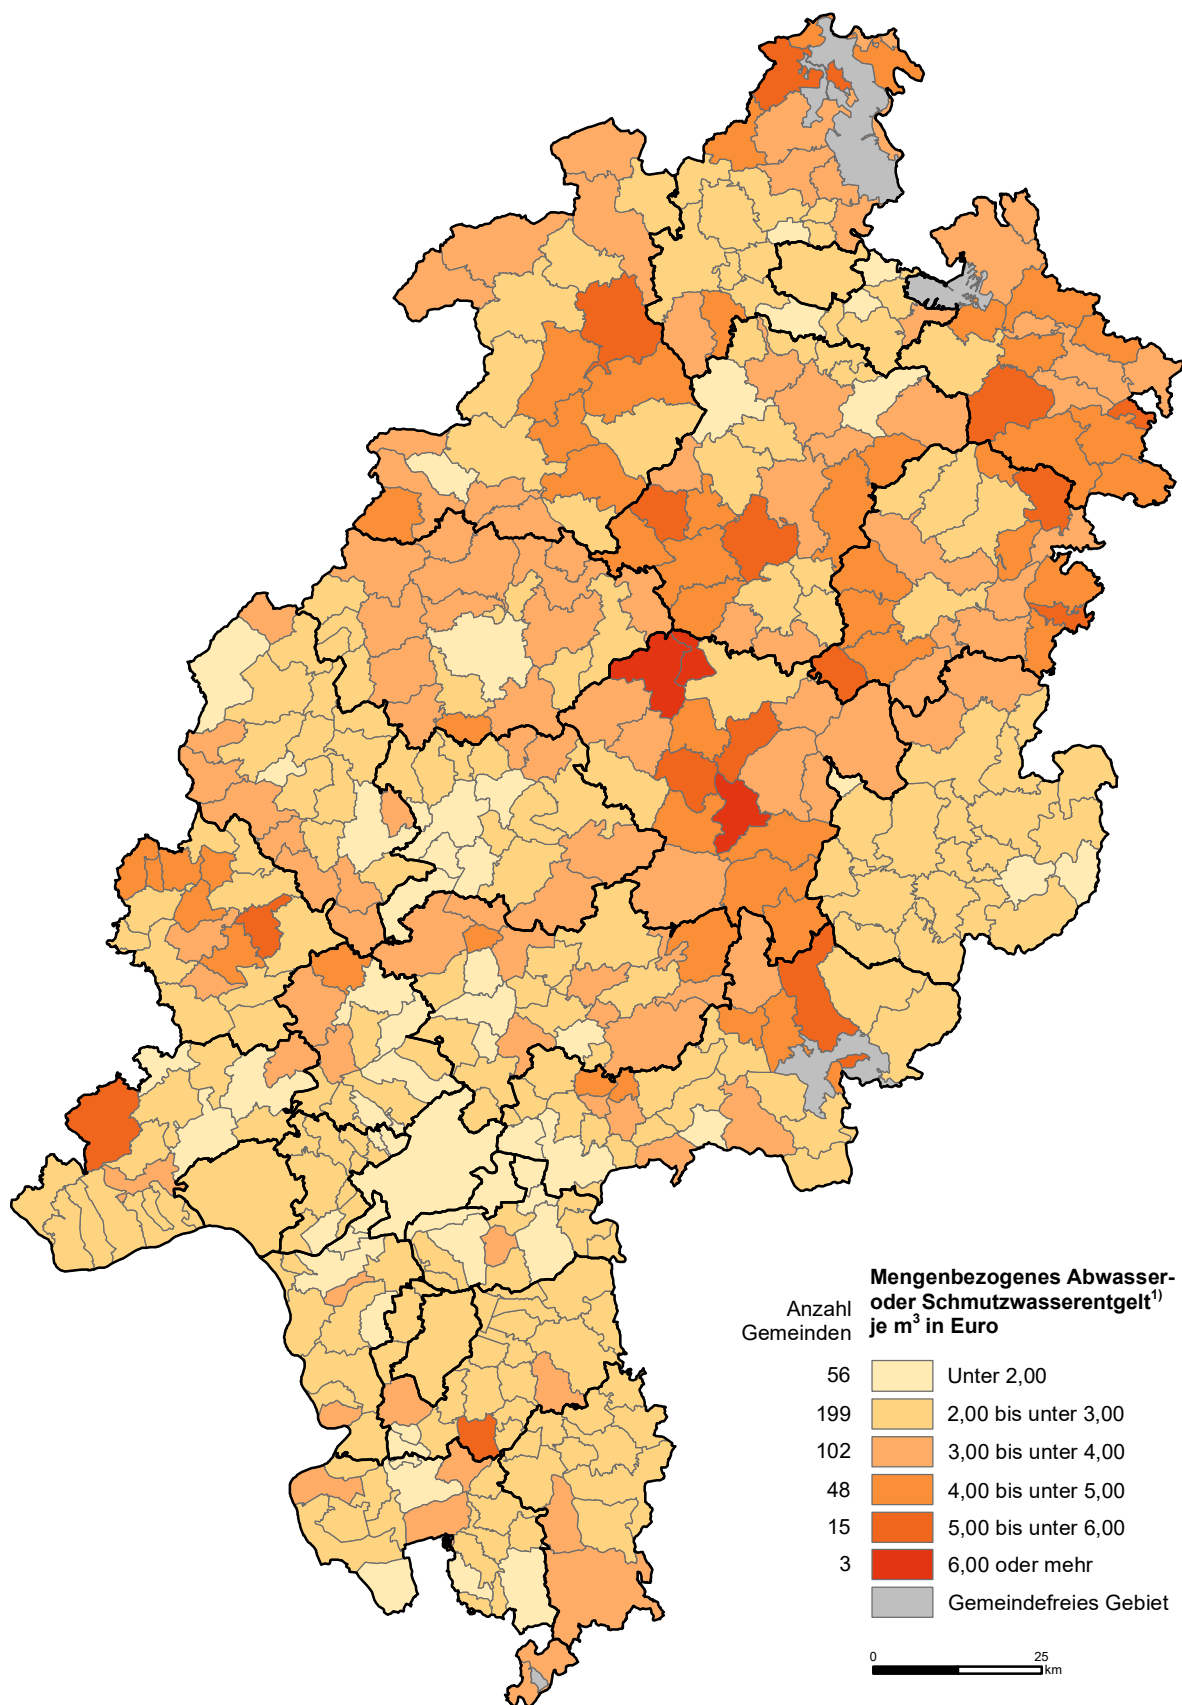 Mengenbezogenes Abwasser-
oder Schmutzwasserentgelt¹⁾
je m³ in Euro
Anzahl
Gemeinden
56 Unter 2,00
199 2,00 bis unter 3,00
102 3,00 bis unter 4,00
48 4,00 bis unter 5,00
15 5,00 bis unter 6,00
3 6,00 oder mehr
Gemeindefreies Gebiet
0 25
km